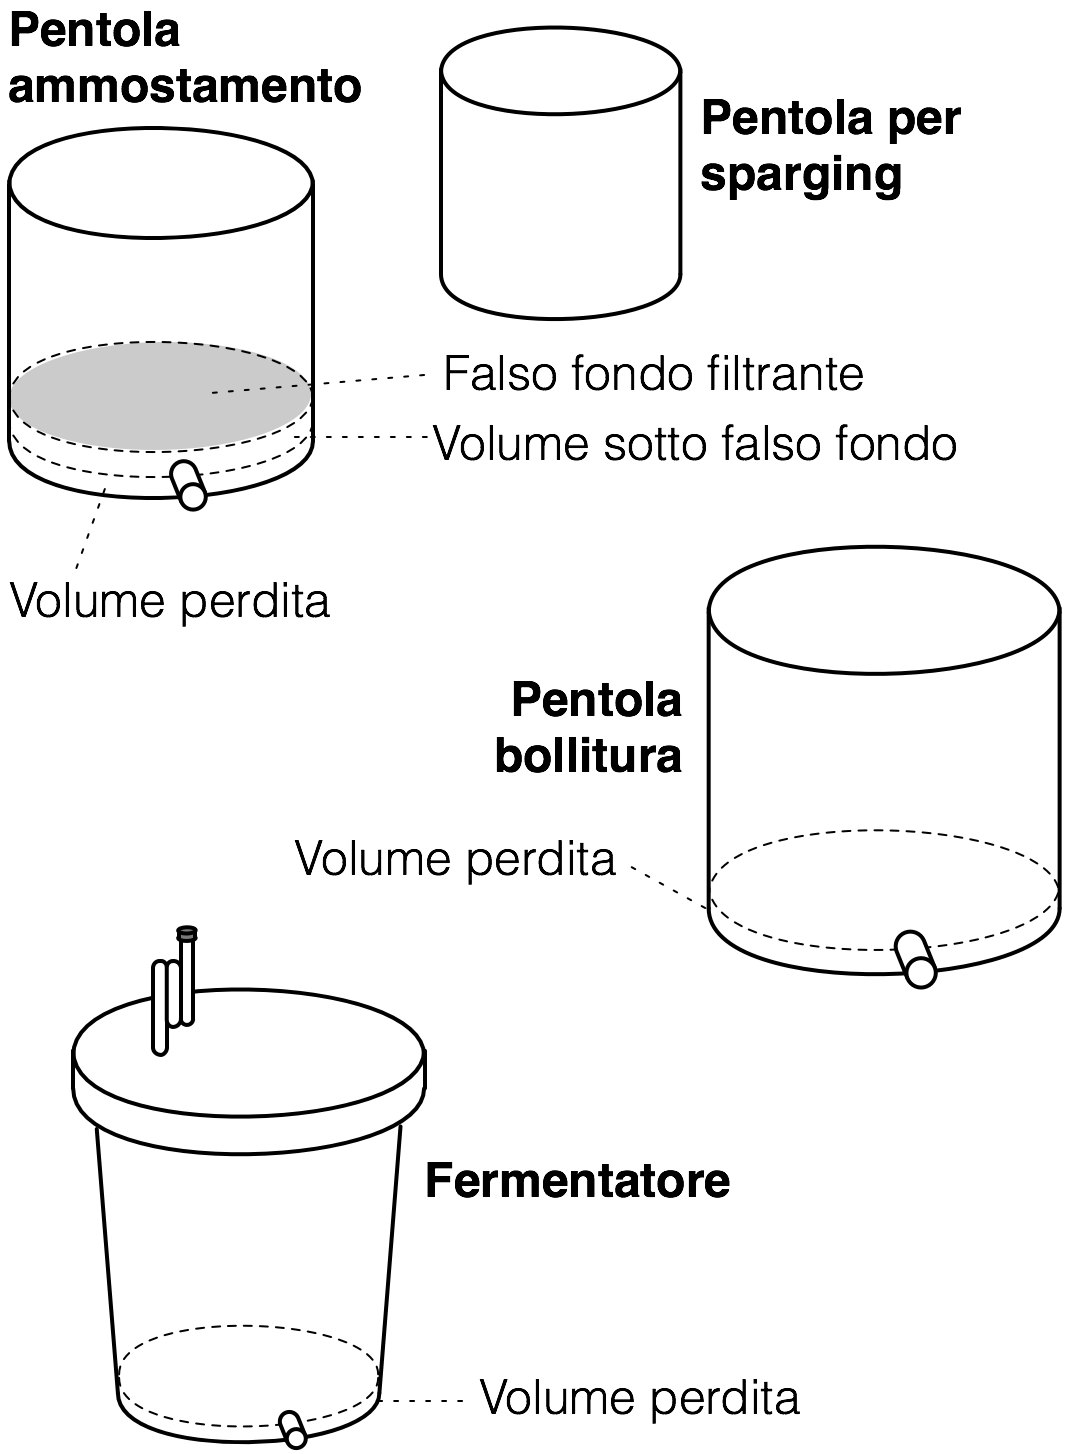 Pentola
ammostamento
Pentola per
sparging
Falso fondo filtrante
Volume sotto falso fondo
Volume perdita
Pentola
bollitura
Volume perdita
Fermentatore
Volume perdita